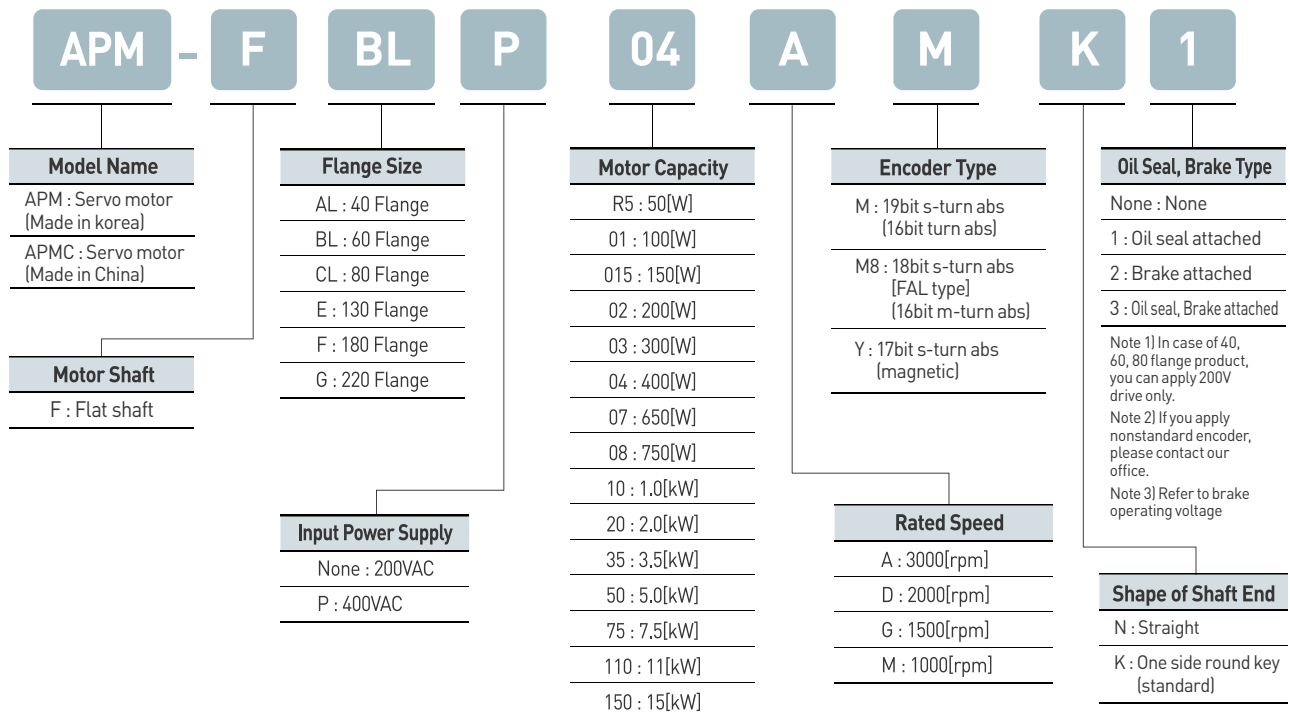 APM - F BL P 04 A M K 1
Model Name
APM : Servo motor
(Made in korea)
APMC : Servo motor
(Made in China)
Motor Shaft
F : Flat shaft
Flange Size
AL : 40 Flange
BL : 60 Flange
CL : 80 Flange
E : 130 Flange
F : 180 Flange
G : 220 Flange
Input Power Supply
None : 200VAC
P : 400VAC
Motor Capacity
R5 : 50[W]
01 : 100[W]
015 : 150[W]
02 : 200[W]
03 : 300[W]
04 : 400[W]
07 : 650[W]
08 : 750[W]
10 : 1.0[kW]
20 : 2.0[kW]
35 : 3.5[kW]
50 : 5.0[kW]
75 : 7.5[kW]
110 : 11[kW]
150 : 15[kW]
Encoder Type
M : 19bit s-turn abs
(16bit turn abs)
M8 : 18bit s-turn abs
[FAL type]
(16bit m-turn abs)
Y : 17bit s-turn abs
(magnetic)
Rated Speed
A : 3000[rpm]
D : 2000[rpm]
G : 1500[rpm]
M : 1000[rpm]
Oil Seal, Brake Type
None : None
1 : Oil seal attached
2 : Brake attached
3 : Oil seal, Brake attached
Note 1) In case of 40,
60, 80 flange product,
you can apply 200V
drive only.
Note 2) If you apply
nonstandard encoder,
please contact our
office.
Note 3) Refer to brake
operating voltage
Shape of Shaft End
N : Straight
K : One side round key
(standard)